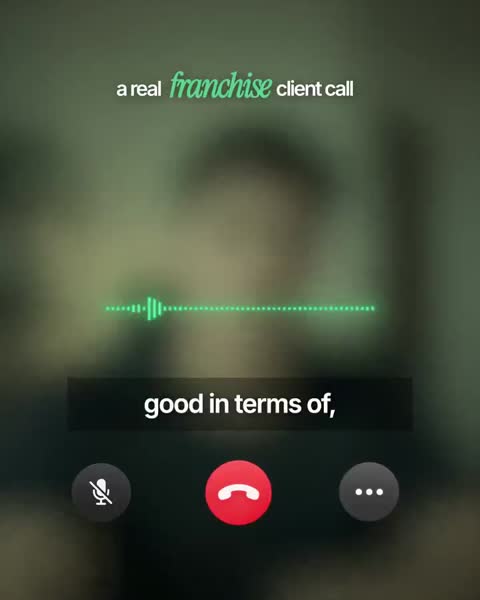 a real franchise client call
good in terms of,